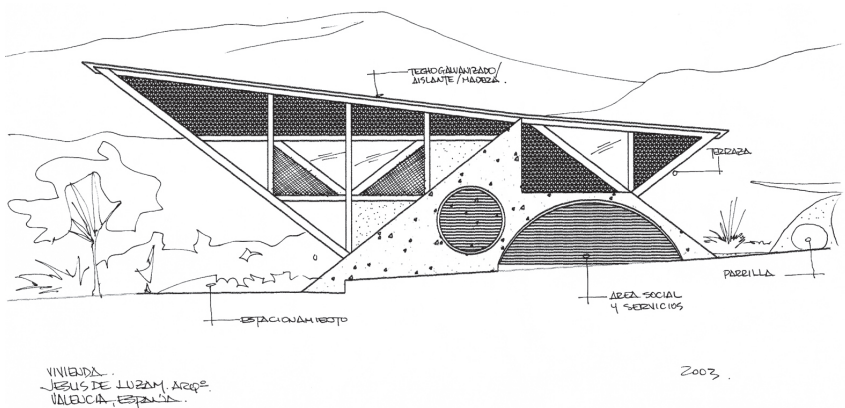 TECHO GALVANIZADO/
AISLANTE/MADERA.
TERRAZA
PARRILLA
AREA SOCIAL
Y SERVICIOS
ESTACIONAMIENTO
VIVIENDA.
JESUS DE LUZAM. ARQº.
VALENCIA, ESPAÑA.
2003.